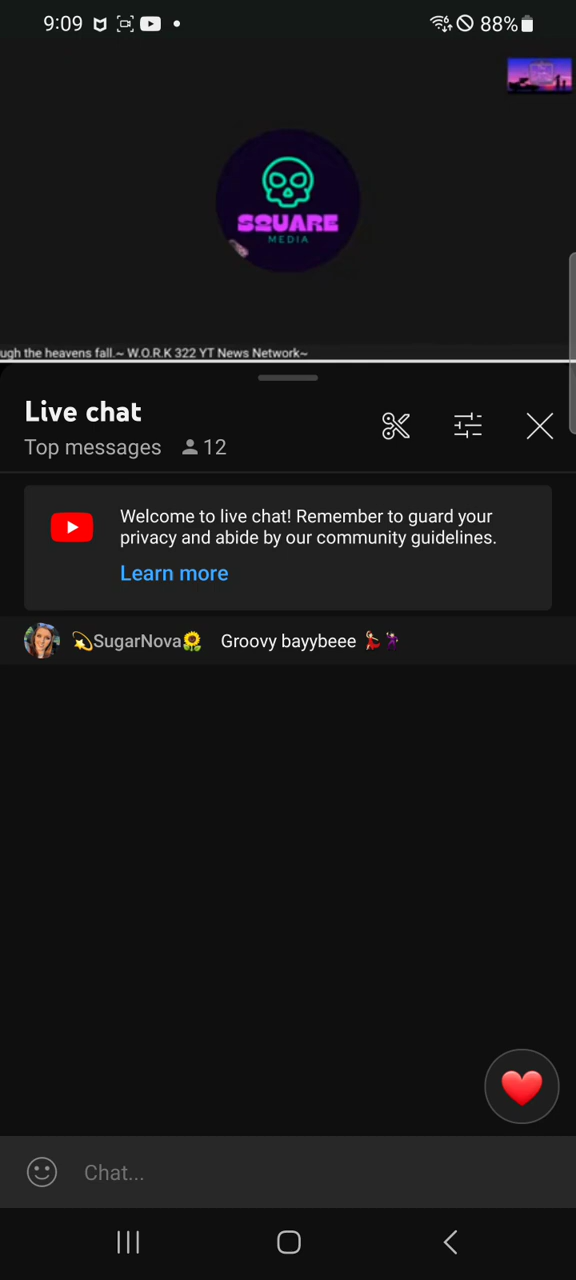 9:09
88%
SQUARE
MEDIA
ugh the heavens fall.~ W.O.R.K 322 YT News Network~
Live chat
Top messages 12
Welcome to live chat! Remember to guard your
privacy and abide by our community guidelines.
Learn more
💫SugarNova🌻 Groovy bayybeee 💃🕺
Chat...